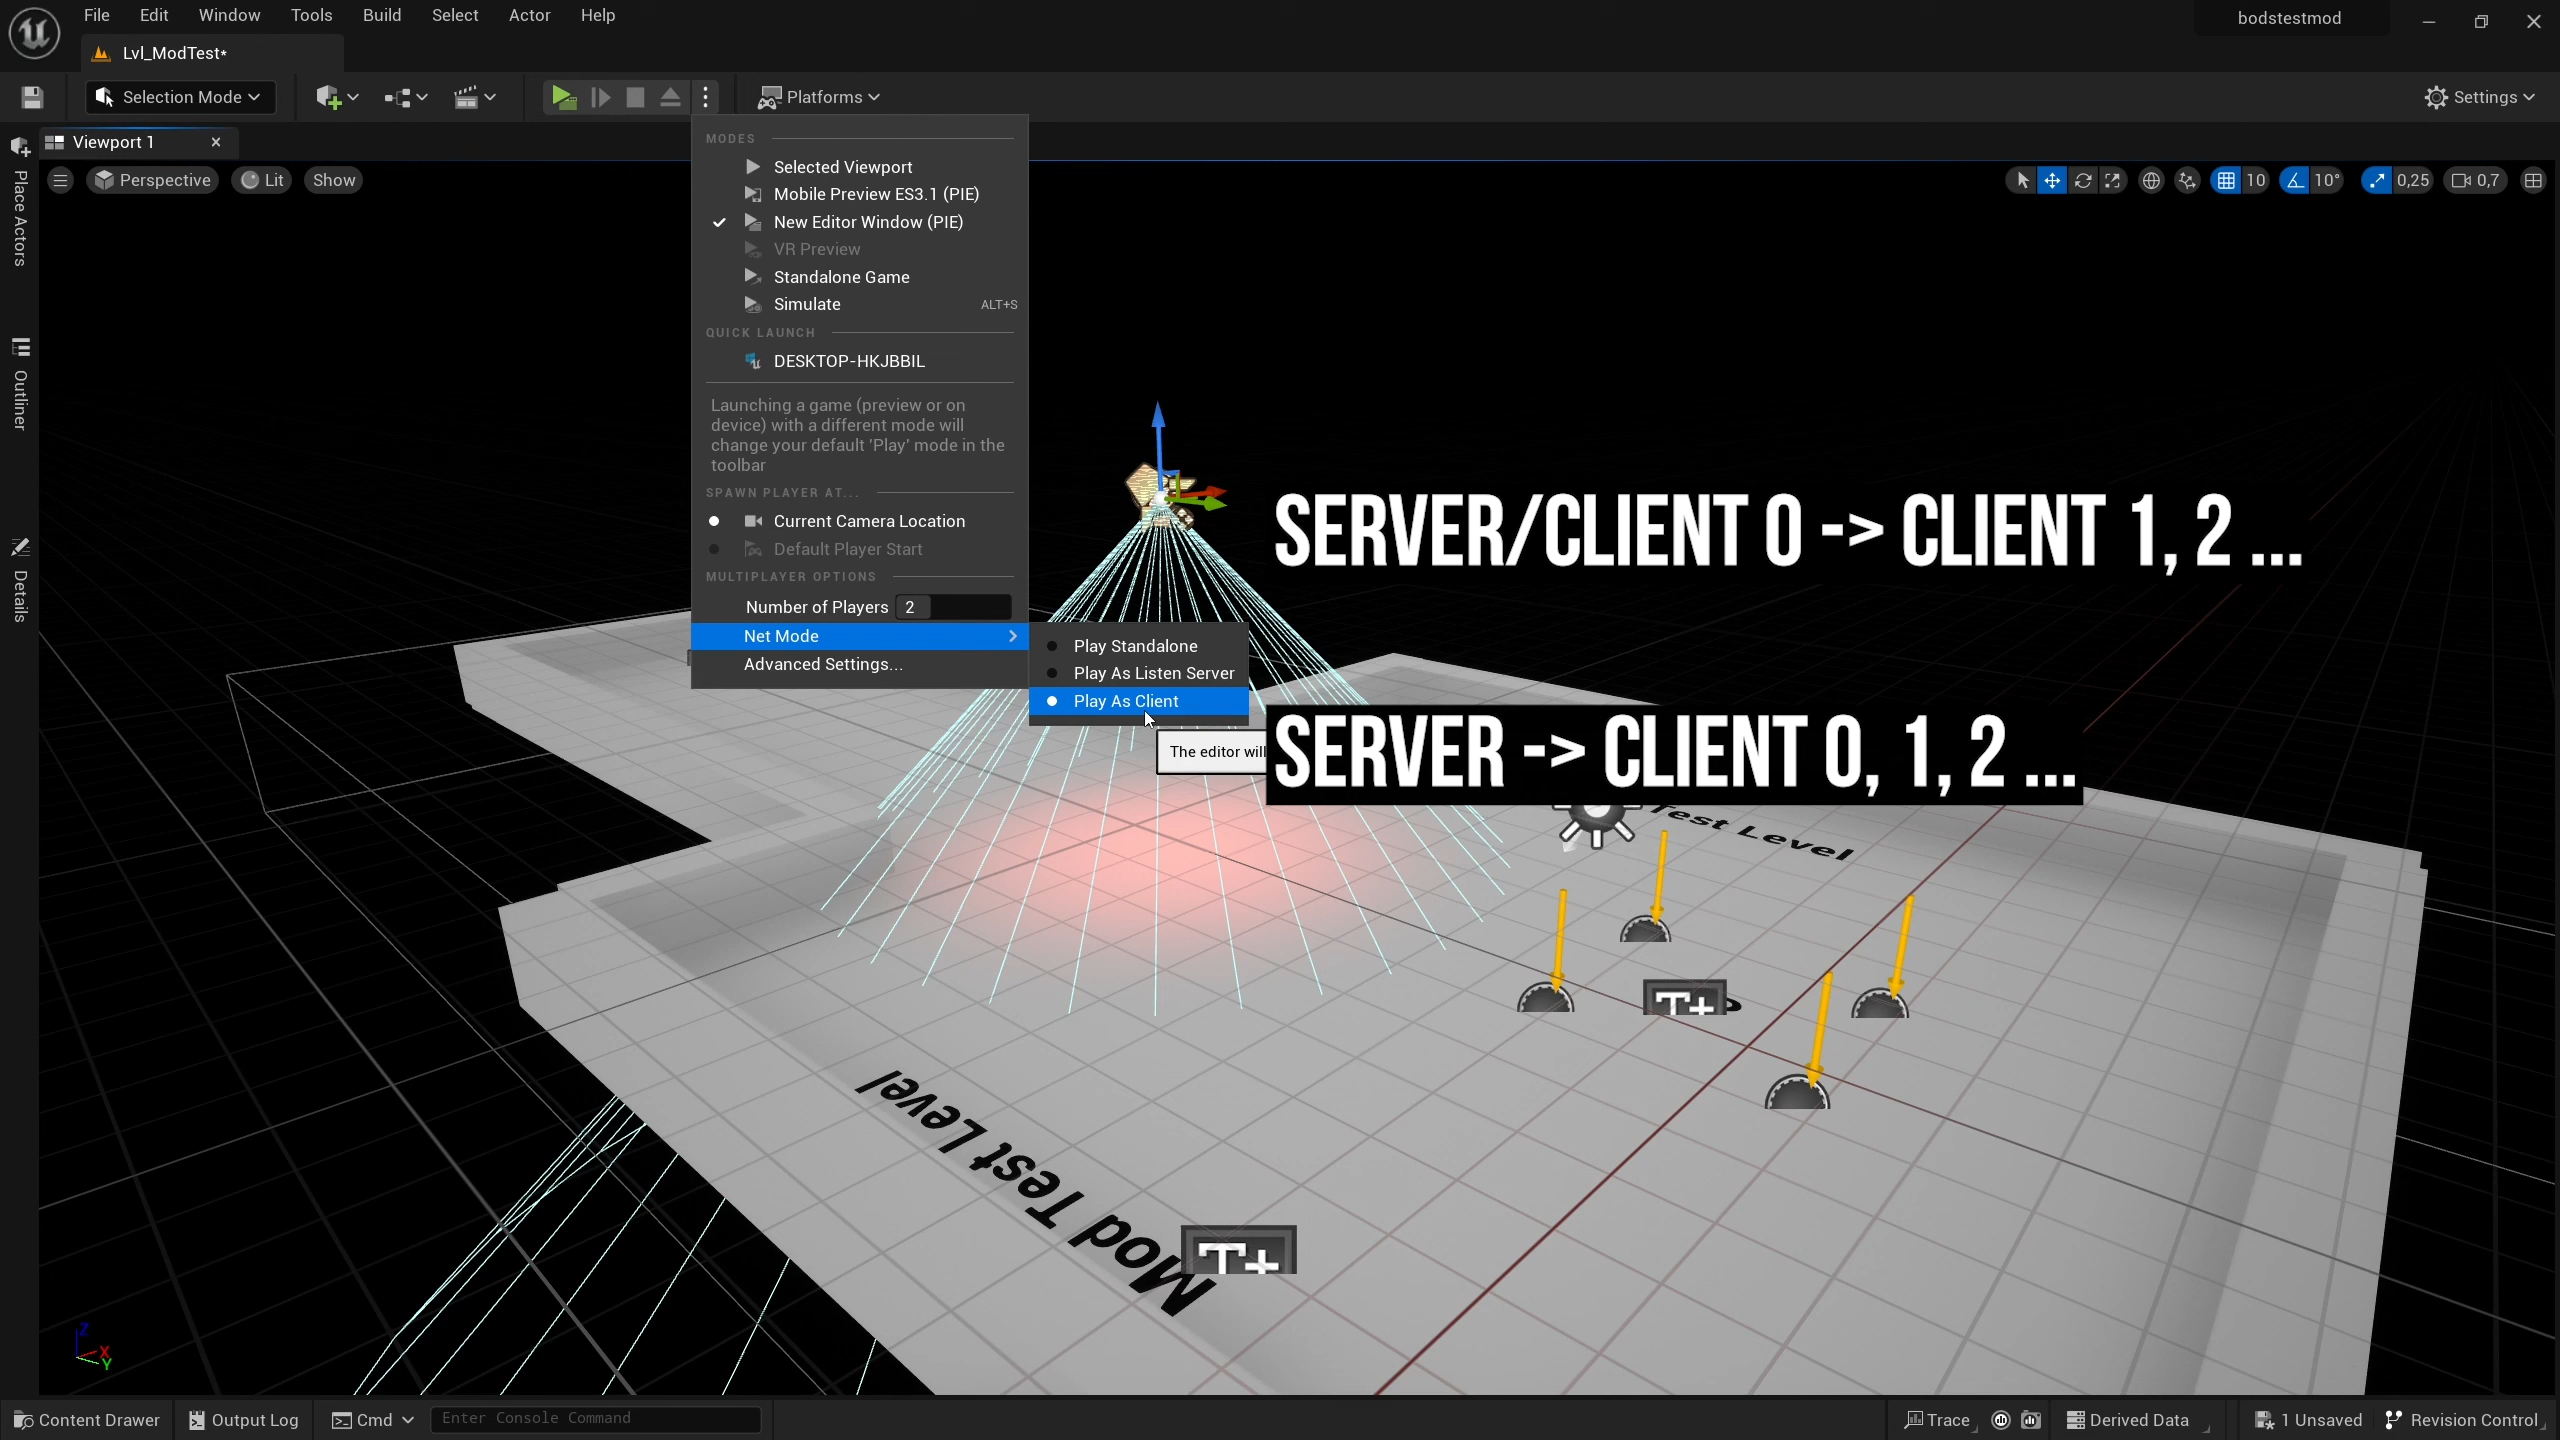 File Edit Window Tools Build Select Actor Help
bodstestmod
Lvl_ModTest*
Selection Mode
Platforms
Settings
Viewport 1
Perspective Lit Show
10 10° 0,25 0,7
Place Actors
Outliner
Details
MODES
Selected Viewport
Mobile Preview ES3.1 (PIE)
New Editor Window (PIE)
VR Preview
Standalone Game
Simulate ALT+S
QUICK LAUNCH
DESKTOP-HKJBBIL
Launching a game (preview or on
device) with a different mode will
change your default 'Play' mode in the
toolbar
SPAWN PLAYER AT...
Current Camera Location
Default Player Start
MULTIPLAYER OPTIONS
Number of Players 2
Net Mode
Advanced Settings...
Play Standalone
Play As Listen Server
Play As Client
The editor will
SERVER/CLIENT 0 -> CLIENT 1, 2 ...
SERVER -> CLIENT 0, 1, 2 ...
Test Level
T+
Mod Test Level
T+
Z
X
Y
Content Drawer Output Log Cmd Enter Console Command
Trace Derived Data 1 Unsaved Revision Control